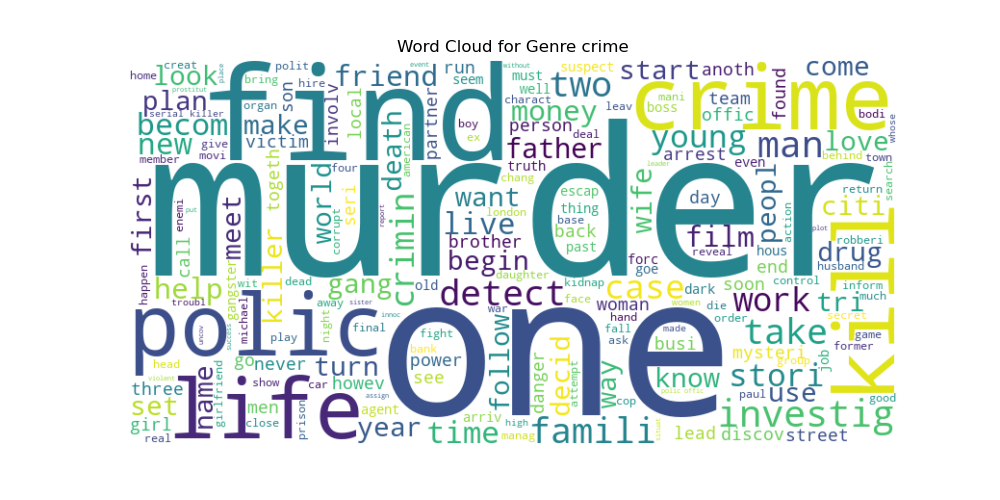 Word Cloud for Genre crime
creat polit event without
home look place hire friend run suspect start anoth come
prostitut bring seem two must mani found
plan serial killer organ son involv local well money boss team
becom make partner charact leav offic bodi
new give victim death american boy ex person deal young man love whose
member movi find crime
truth father arrest even behind town
four chang leader
first enemi meet put togeth world seri corrupt report criminin
murder
want escap wife day peopl return citi search
live london thing back film action plot
call brother base past reveal drug robberi
happen wit dead begin daughter forc hous end husband
help gang old kidnap goe dark soon control inform
troubl gangster killer away detect face case women work tri much
michael sister war woman die secret kill
polic uncov success play night innoc final fight hand fall made order take game
one ask busi mysteri former
head go never turn bank power follow danger attempt decid way know group job stori
violent see cop polic offic
three life girlfriend show car howev assign paul use good
set name men agent
girl close prison year arriv high famili situat lead discov street investig
real time manag